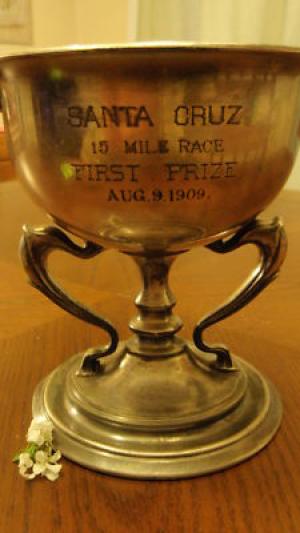 SANTA CRUZ
15 MILE RACE
FIRST PRIZE
AUG. 9. 1909.